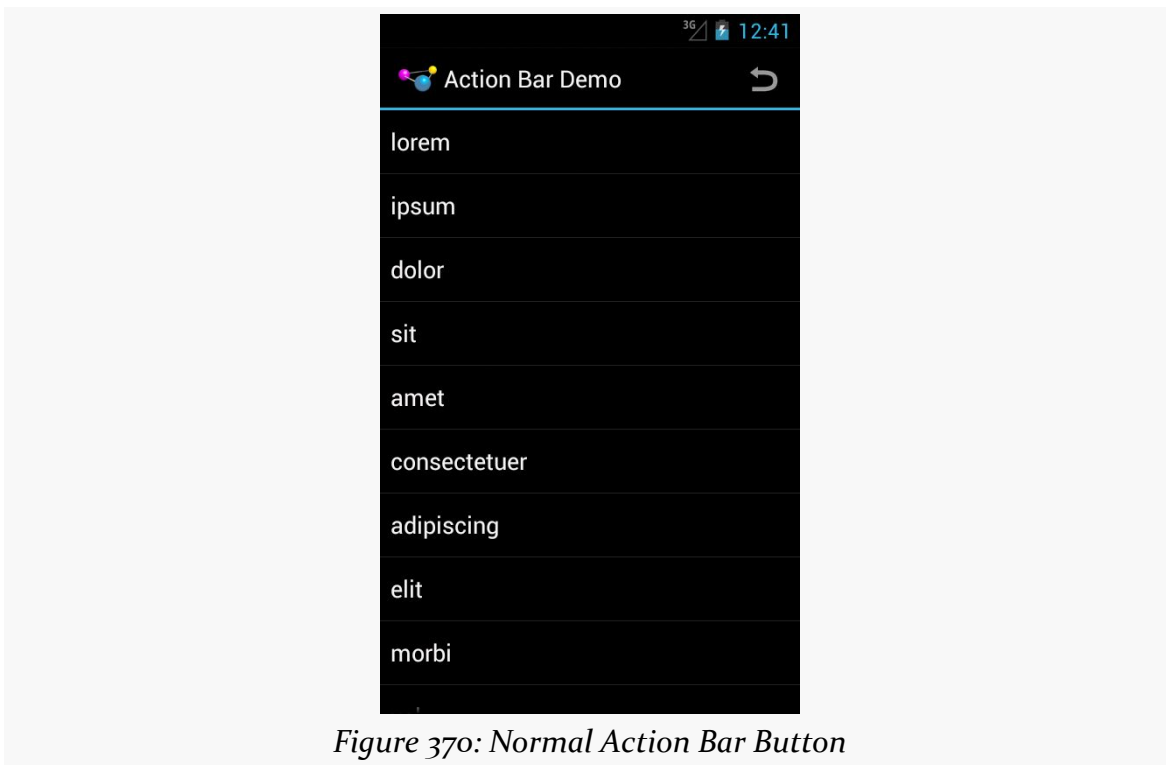 3G 12:41
Action Bar Demo
lorem
ipsum
dolor
sit
amet
consectetuer
adipiscing
elit
morbi
Figure 370: Normal Action Bar Button